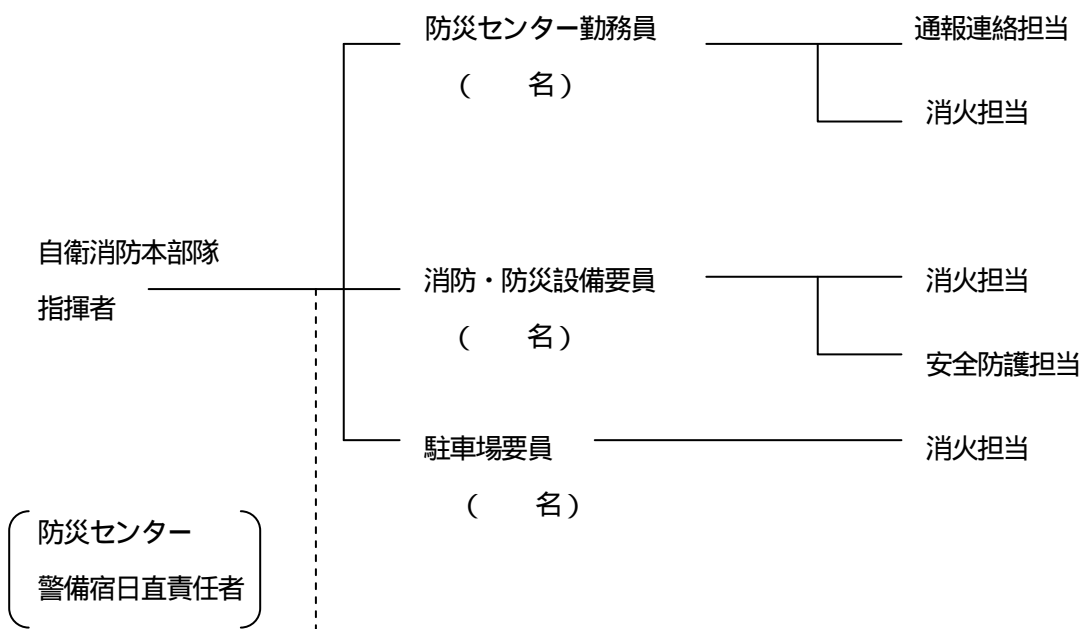 防災センター勤務員
(　　名)
通報連絡担当
消火担当
自衛消防本部隊
指揮者
消防・防災設備要員
(　　名)
消火担当
安全防護担当
駐車場要員
(　　名)
消火担当
防災センター
警備宿日直責任者